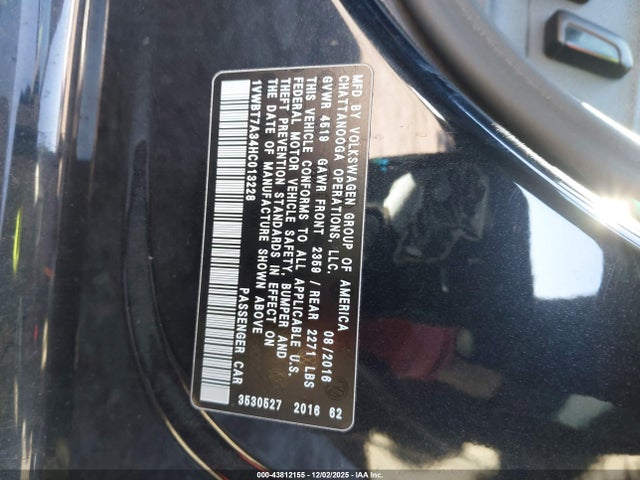 MFD BY VOLKSWAGEN GROUP OF AMERICA
CHATTANOOGA OPERATIONS, LLC. 08/2016
GVWR 4519 GAWR FRONT 2359 / REAR 2271 LBS
THIS VEHICLE CONFORMS TO ALL APPLICABLE U.S.
FEDERAL MOTOR VEHICLE SAFETY, BUMPER AND
THEFT PREVENTION STANDARDS IN EFFECT ON
THE DATE OF MANUFACTURE SHOWN ABOVE
1VWBT7A34HC013228 PASSENGER CAR
3530527 2016 62
000-43812155 - 12/02/2025 - IAA Inc.